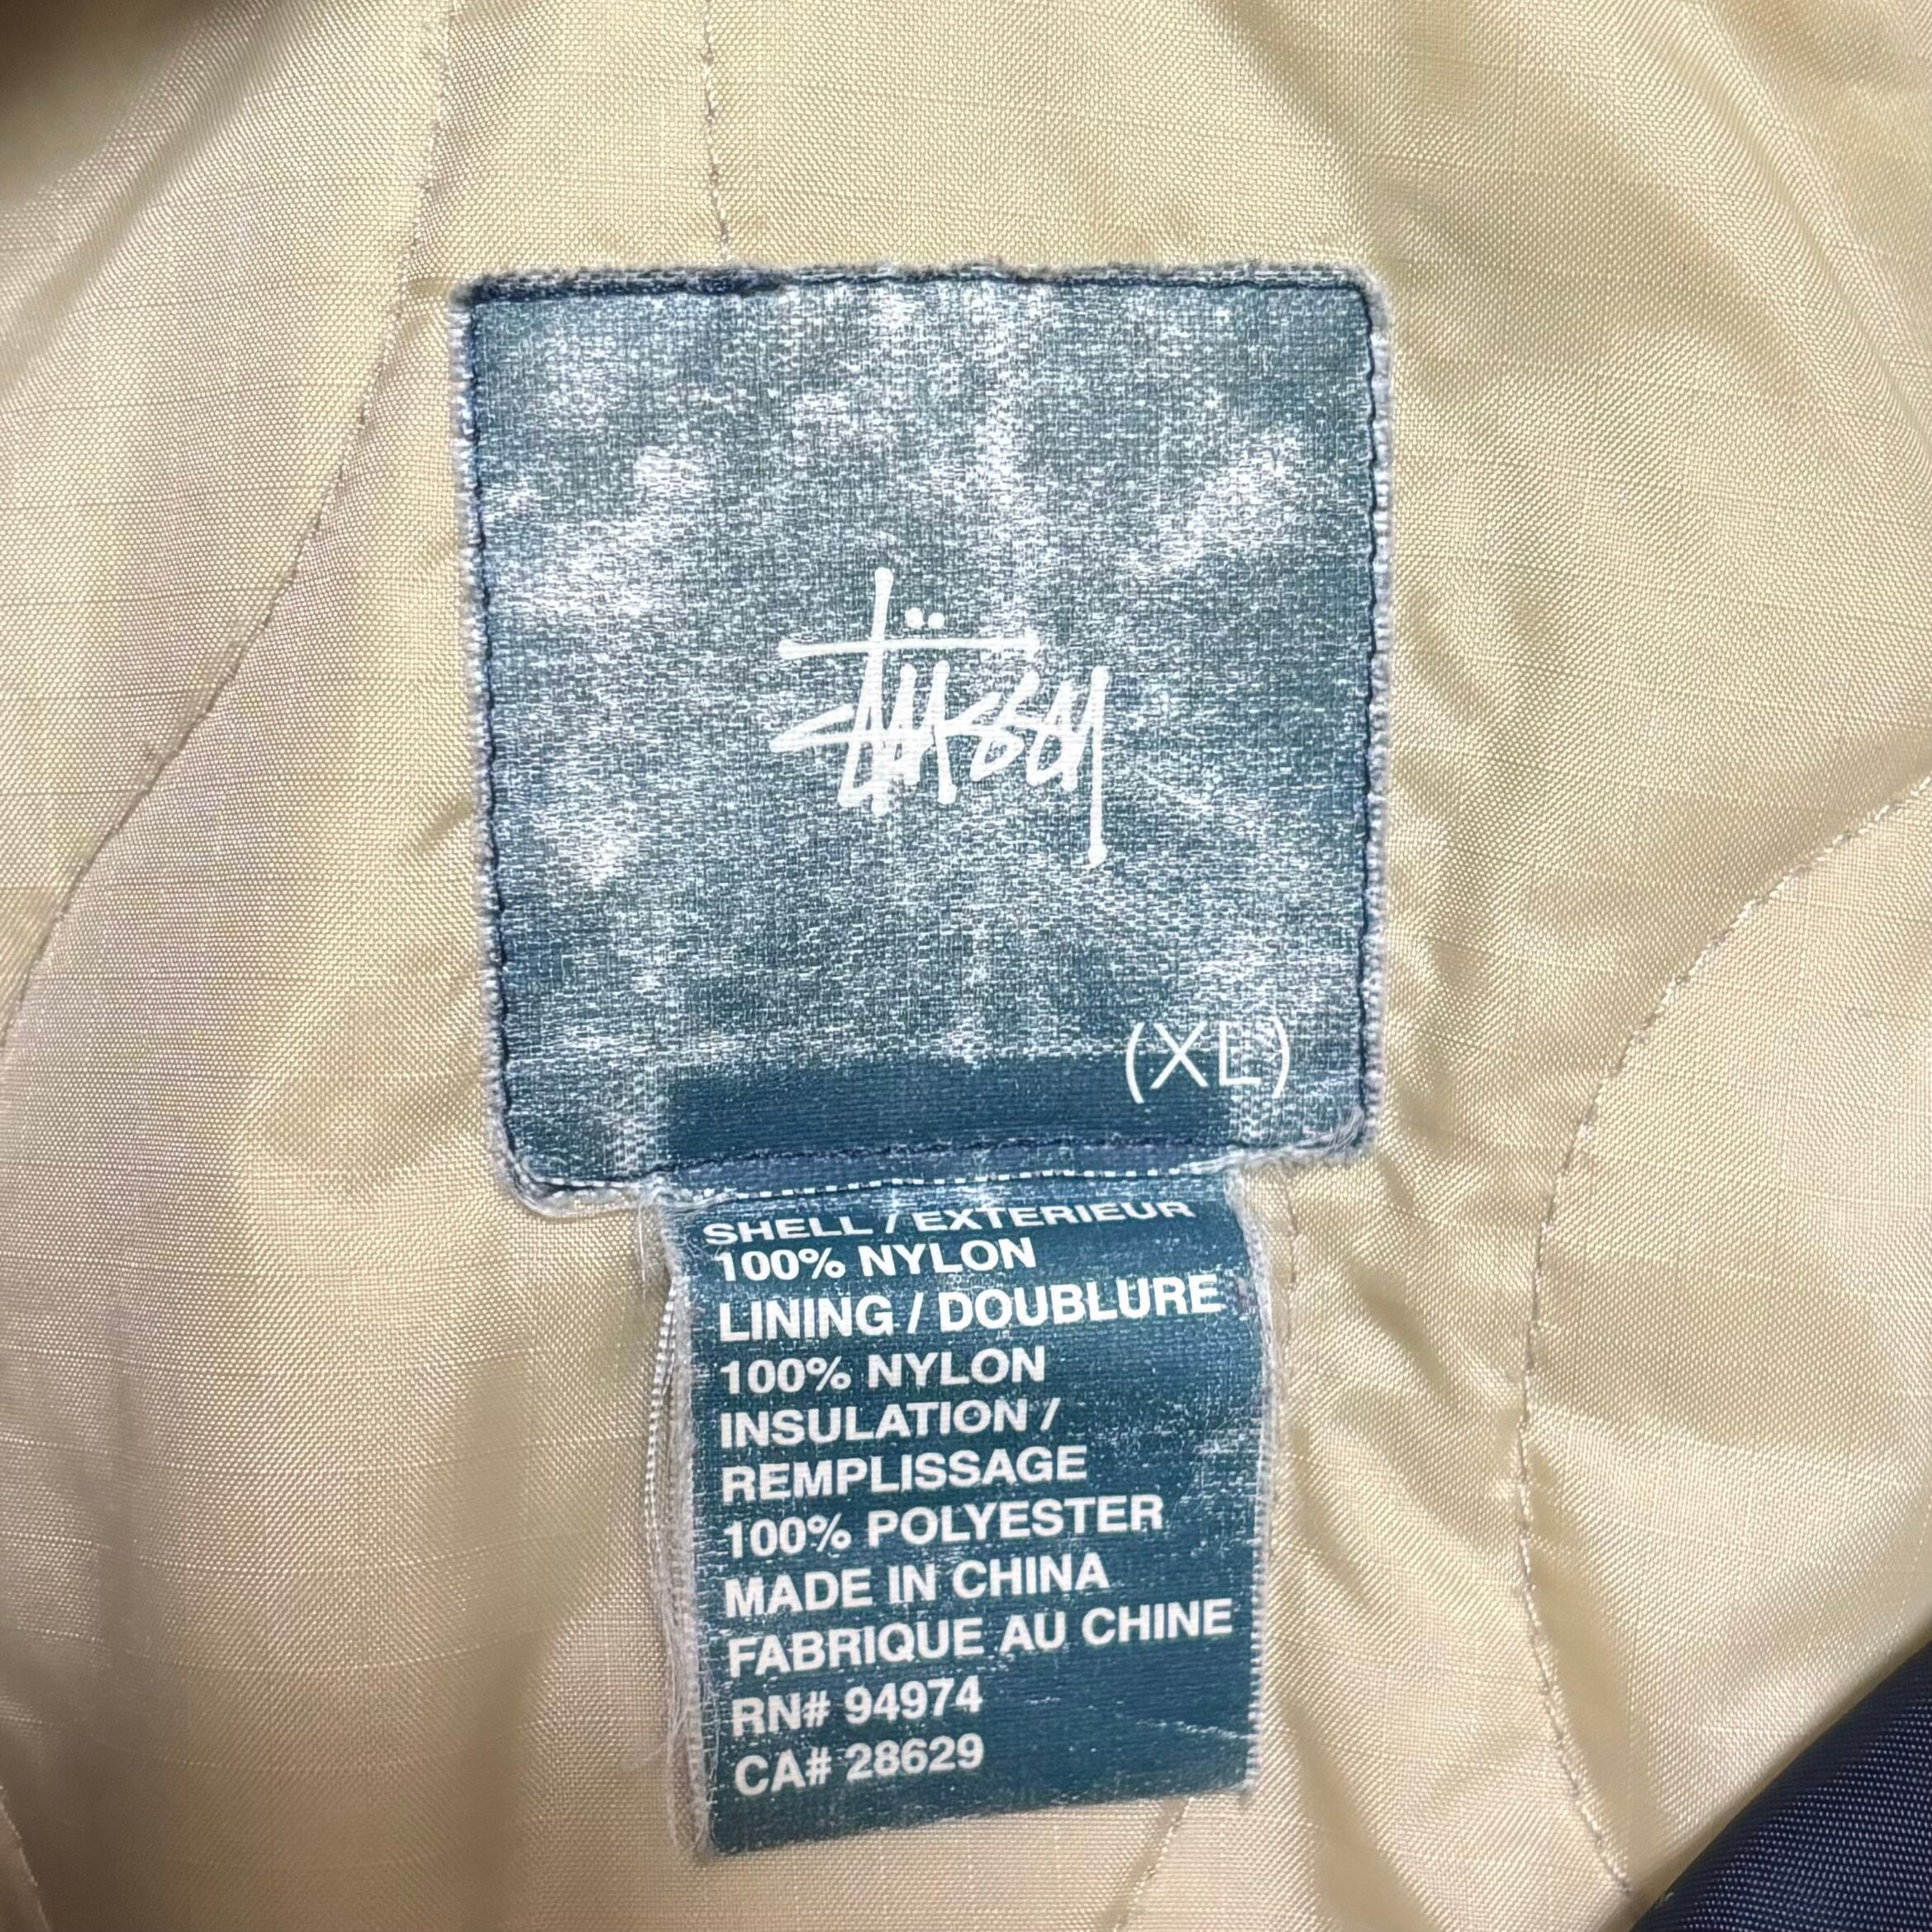 Stüssy
(XL)
SHELL / EXTERIEUR
100% NYLON
LINING / DOUBLURE
100% NYLON
INSULATION /
REMPLISSAGE
100% POLYESTER
MADE IN CHINA
FABRIQUE AU CHINE
RN# 94974
CA# 28629